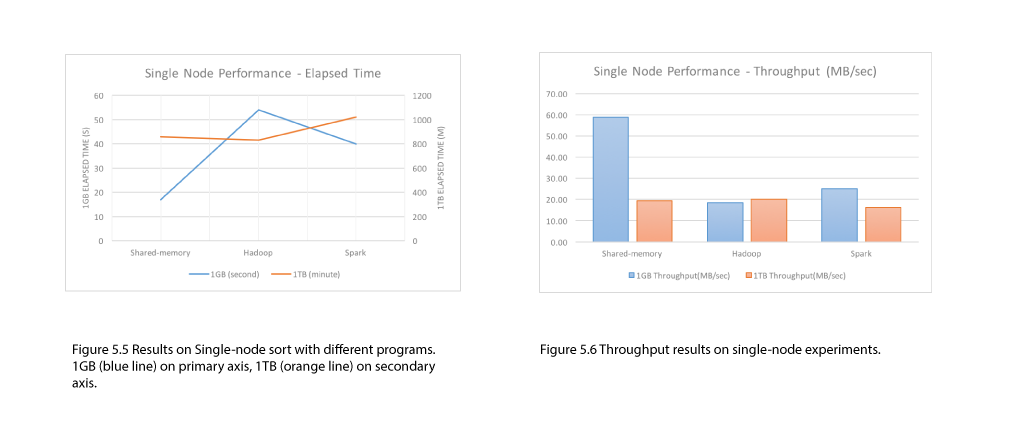 Single Node Performance - Elapsed Time
60
50
40
30
20
10
0
1GB ELAPSED TIME (S)
1200
1000
800
600
400
200
0
1TB ELAPSED TIME (M)
Shared-memory Hadoop Spark
1GB (second) 1TB (minute)
Figure 5.5 Results on Single-node sort with different programs.
1GB (blue line) on primary axis, 1TB (orange line) on secondary
axis.
Single Node Performance - Throughput (MB/sec)
70.00
60.00
50.00
40.00
30.00
20.00
10.00
0.00
Shared-memory Hadoop Spark
1GB Throughput(MB/sec) 1TB Throughput(MB/sec)
Figure 5.6 Throughput results on single-node experiments.